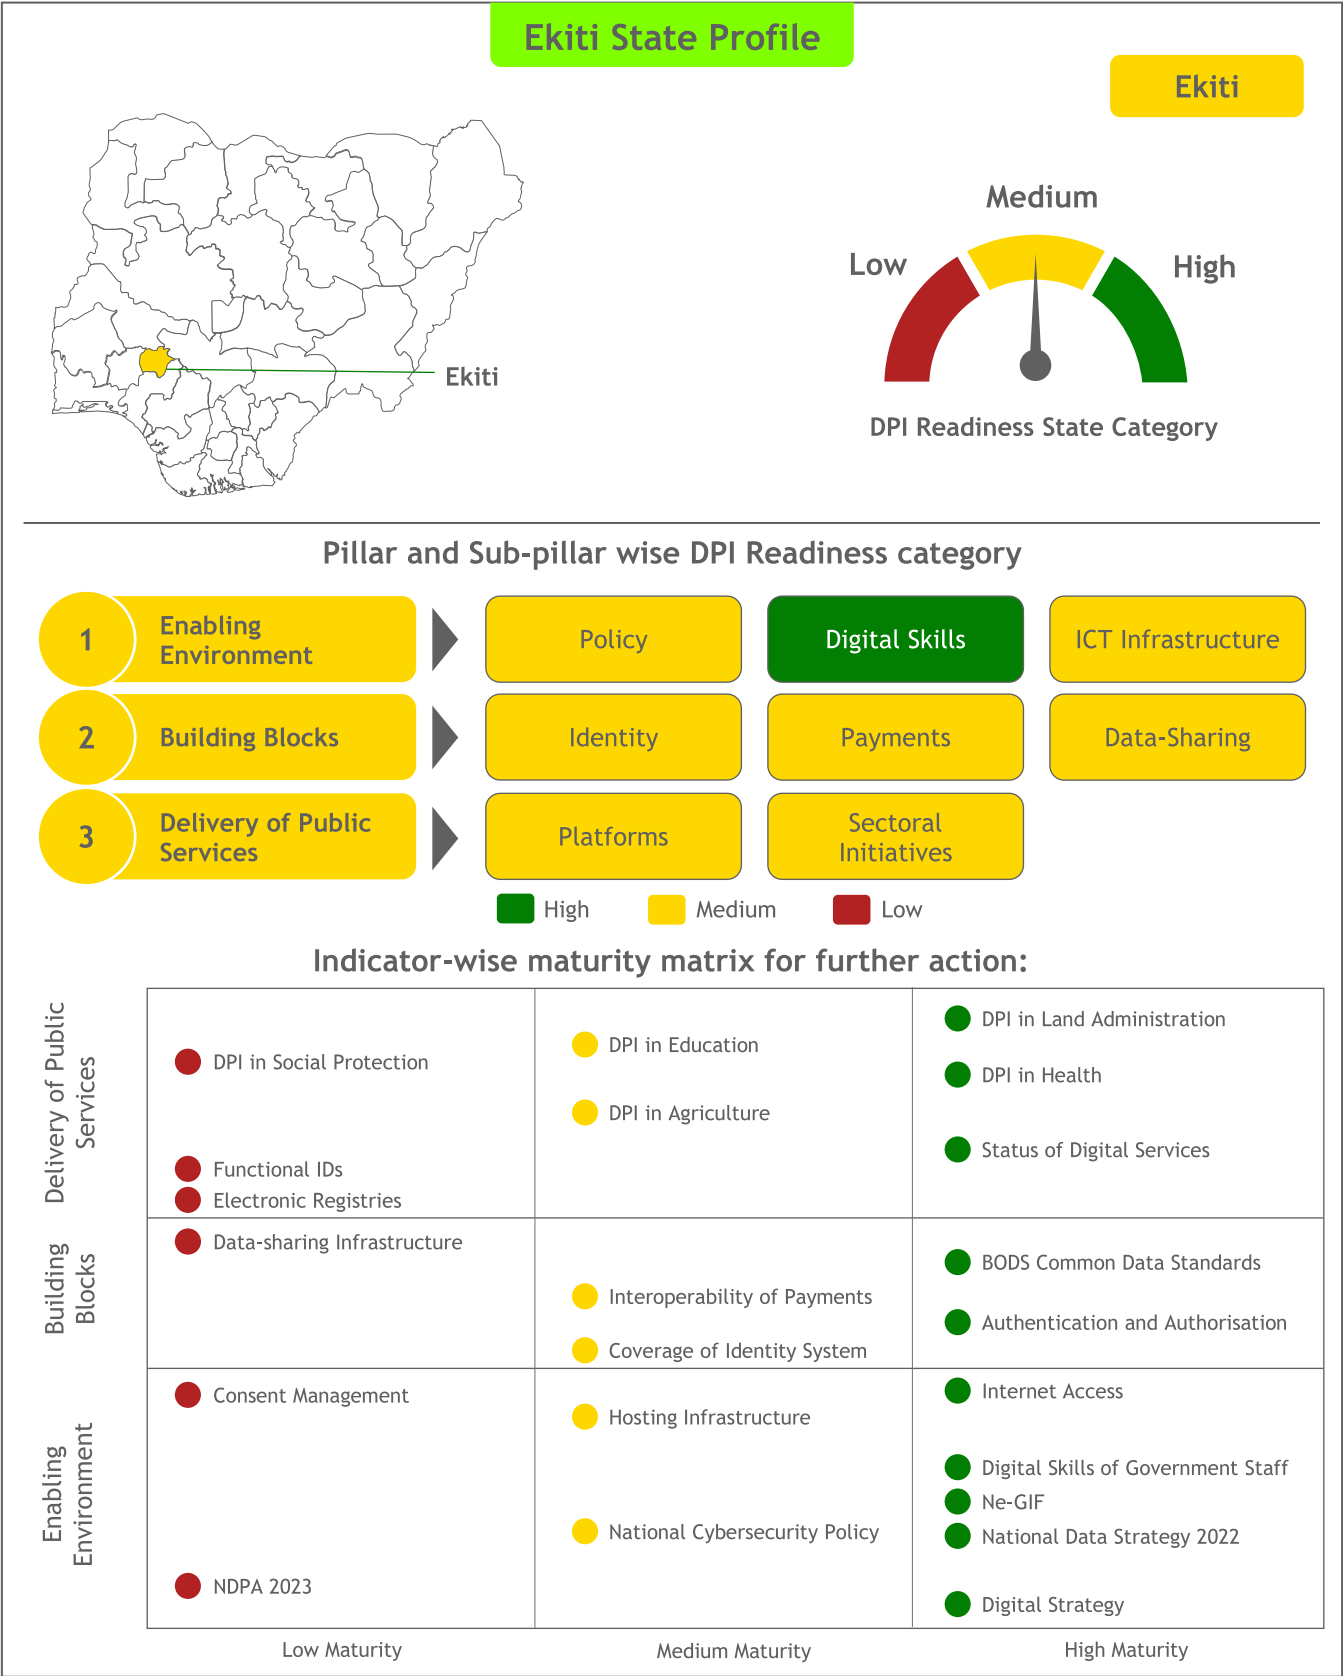 Ekiti State Profile
Ekiti
Medium
Low
High
Ekiti
DPI Readiness State Category
Pillar and Sub-pillar wise DPI Readiness category
1
Enabling
Environment
Policy
Digital Skills
ICT Infrastructure
2
Building Blocks
Identity
Payments
Data-Sharing
3
Delivery of Public
Services
Platforms
Sectoral
Initiatives
High
Medium
Low
Indicator-wise maturity matrix for further action:
Delivery of Public
Services
DPI in Social Protection
Functional IDs
Electronic Registries
DPI in Education
DPI in Agriculture
DPI in Land Administration
DPI in Health
Status of Digital Services
Building
Blocks
Data-sharing Infrastructure
Interoperability of Payments
Coverage of Identity System
BODS Common Data Standards
Authentication and Authorisation
Enabling
Environment
Consent Management
NDPA 2023
Hosting Infrastructure
National Cybersecurity Policy
Internet Access
Digital Skills of Government Staff
Ne-GIF
National Data Strategy 2022
Digital Strategy
Low Maturity
Medium Maturity
High Maturity